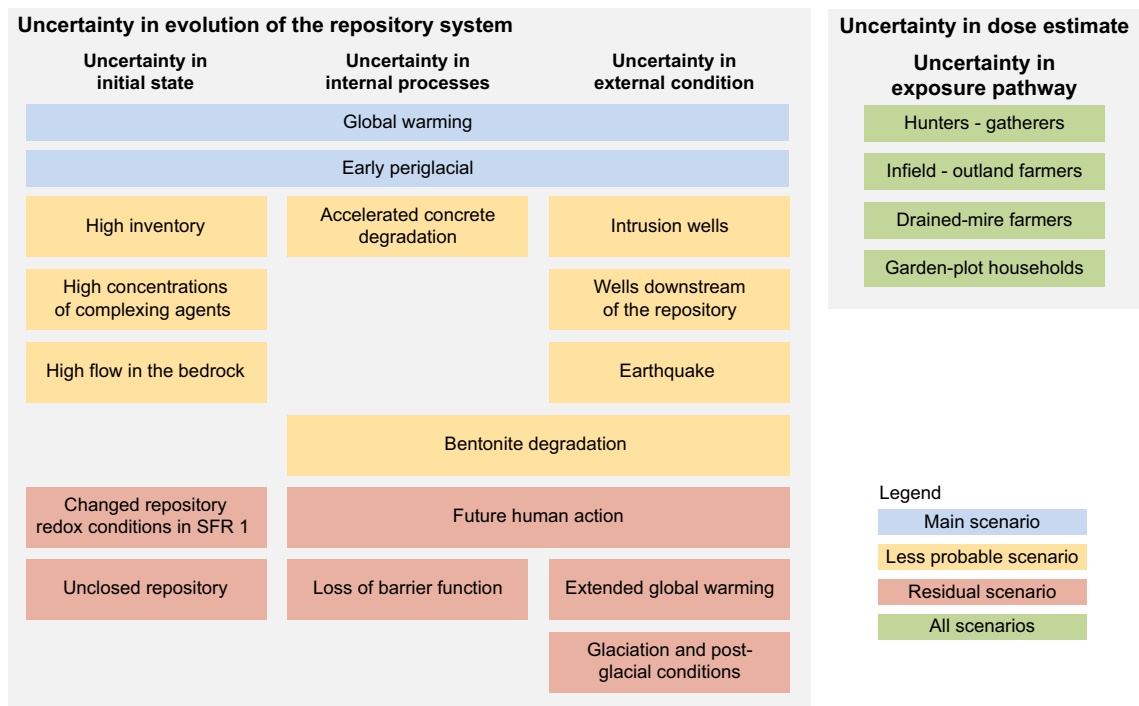 Uncertainty in evolution of the repository system
Uncertainty in
initial state
Uncertainty in
internal processes
Uncertainty in
external condition
Global warming
Early periglacial
High inventory
Accelerated concrete
degradation
Intrusion wells
High concentrations
of complexing agents
Wells downstream
of the repository
High flow in the bedrock
Earthquake
Bentonite degradation
Changed repository
redox conditions in SFR 1
Future human action
Unclosed repository
Loss of barrier function
Extended global warming
Glaciation and post-
glacial conditions
Uncertainty in dose estimate
Uncertainty in
exposure pathway
Hunters - gatherers
Infield - outland farmers
Drained-mire farmers
Garden-plot households
Legend
Main scenario
Less probable scenario
Residual scenario
All scenarios